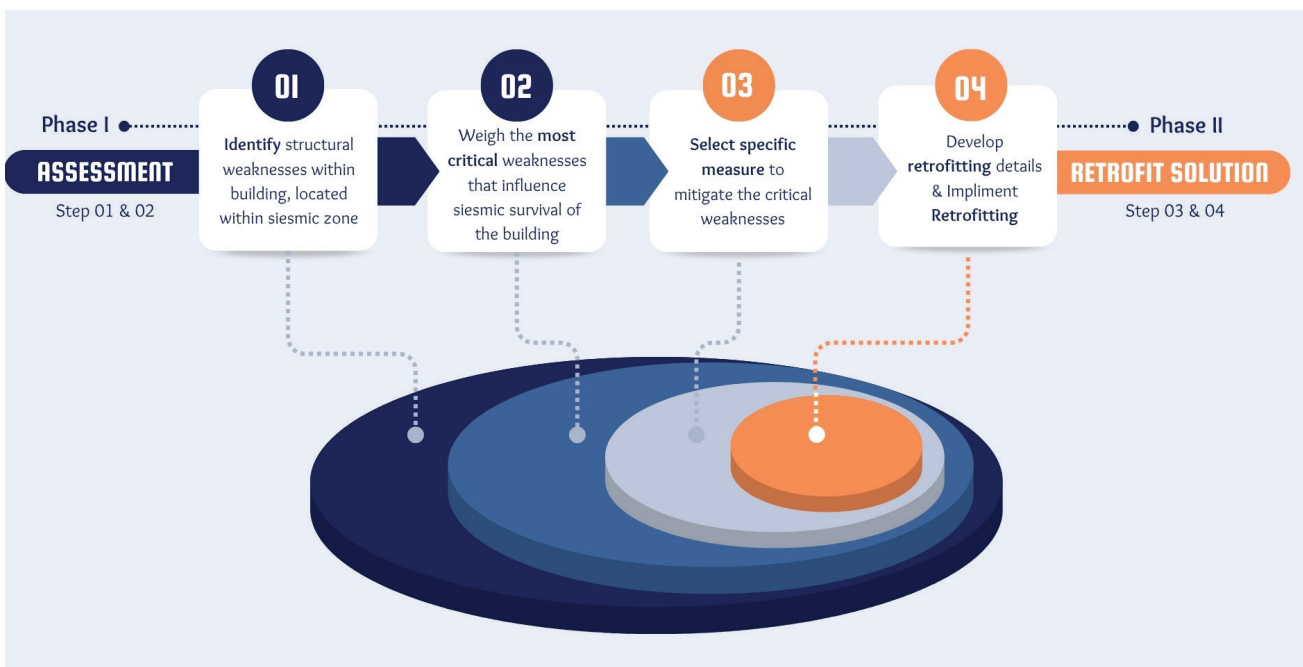 Phase I
ASSESSMENT
Step 01 & 02
01
Identify structural
weaknesses within
building, located
within siesmic zone
02
Weigh the most
critical weaknesses
that influence
siesmic survival of
the building
03
Select specific
measure to
mitigate the critical
weaknesses
04
Develop
retrofitting details
& Impliment
Retrofitting
Phase II
RETROFIT SOLUTION
Step 03 & 04